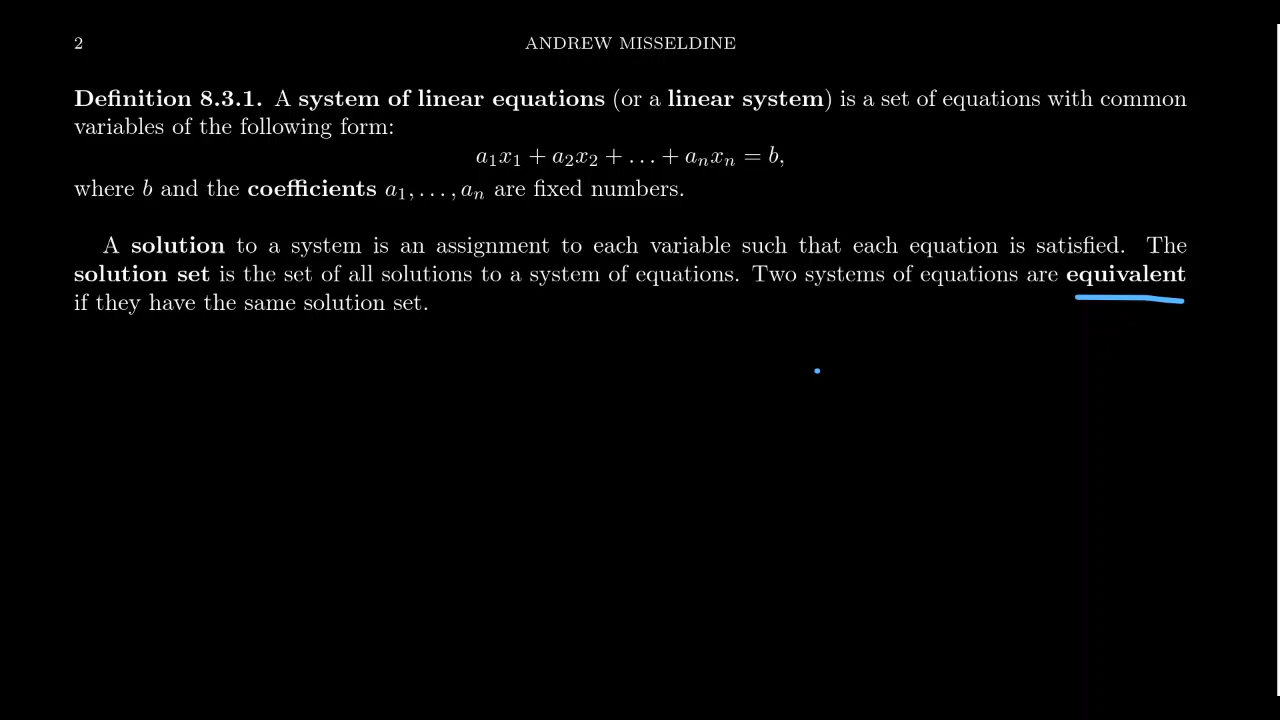 2
ANDREW MISSELDINE
Definition 8.3.1. A system of linear equations (or a linear system) is a set of equations with common
variables of the following form:
a₁x₁ + a₂x₂ + … + aₙxₙ = b,
where b and the coefficients a₁, …, aₙ are fixed numbers.
A solution to a system is an assignment to each variable such that each equation is satisfied. The
solution set is the set of all solutions to a system of equations. Two systems of equations are equivalent
if they have the same solution set.